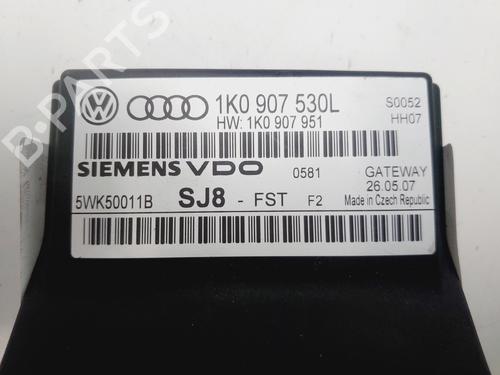 1K0 907 530L S0052
HW: 1K0 907 951 HH07
SIEMENS VDO 0581 GATEWAY
26.05.07
5WK50011B SJ8 - FST F2 Made in Czech Republic
B-PARTS